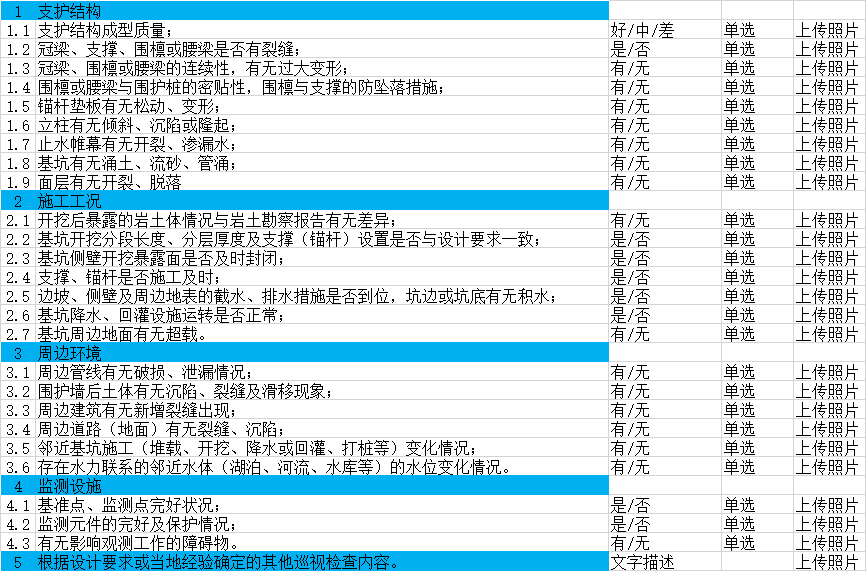 1 支护结构
1.1 支护结构成型质量； 好/中/差 单选 上传照片
1.2 冠梁、支撑、围檩或腰梁是否有裂缝； 是/否 单选 上传照片
1.3 冠梁、围檩或腰梁的连续性，有无过大变形； 有/无 单选 上传照片
1.4 围檩或腰梁与围护桩的密贴性，围檩与支撑的防坠落措施； 有/无 单选 上传照片
1.5 锚杆垫板有无松动、变形； 有/无 单选 上传照片
1.6 立柱有无倾斜、沉陷或隆起； 有/无 单选 上传照片
1.7 止水帷幕有无开裂、渗漏水； 有/无 单选 上传照片
1.8 基坑有无涌土、流砂、管涌； 有/无 单选 上传照片
1.9 面层有无开裂、脱落 有/无 单选 上传照片
2 施工工况
2.1 开挖后暴露的岩土体情况与岩土勘察报告有无差异； 有/无 单选 上传照片
2.2 基坑开挖分段长度、分层厚度及支撑（锚杆）设置是否与设计要求一致； 是/否 单选 上传照片
2.3 基坑侧壁开挖暴露面是否及时封闭； 是/否 单选 上传照片
2.4 支撑、锚杆是否施工及时； 是/否 单选 上传照片
2.5 边坡、侧壁及周边地表的截水、排水措施是否到位，坑边或坑底有无积水； 是/否 单选 上传照片
2.6 基坑降水、回灌设施运转是否正常； 是/否 单选 上传照片
2.7 基坑周边地面有无超载。 有/无 单选 上传照片
3 周边环境
3.1 周边管线有无破损、泄漏情况； 有/无 单选 上传照片
3.2 围护墙后土体有无沉陷、裂缝及滑移现象； 有/无 单选 上传照片
3.3 周边建筑有无新增裂缝出现； 有/无 单选 上传照片
3.4 周边道路（地面）有无裂缝、沉陷； 有/无 单选 上传照片
3.5 邻近基坑施工（堆载、开挖、降水或回灌、打桩等）变化情况； 有/无 单选 上传照片
3.6 存在水力联系的邻近水体（湖泊、河流、水库等）的水位变化情况。 有/无 单选 上传照片
4 监测设施
4.1 基准点、监测点完好状况； 是/否 单选 上传照片
4.2 监测元件的完好及保护情况； 是/否 单选 上传照片
4.3 有无影响观测工作的障碍物。 有/无 单选 上传照片
5 根据设计要求或当地经验确定的其他巡视检查内容。 文字描述 上传照片